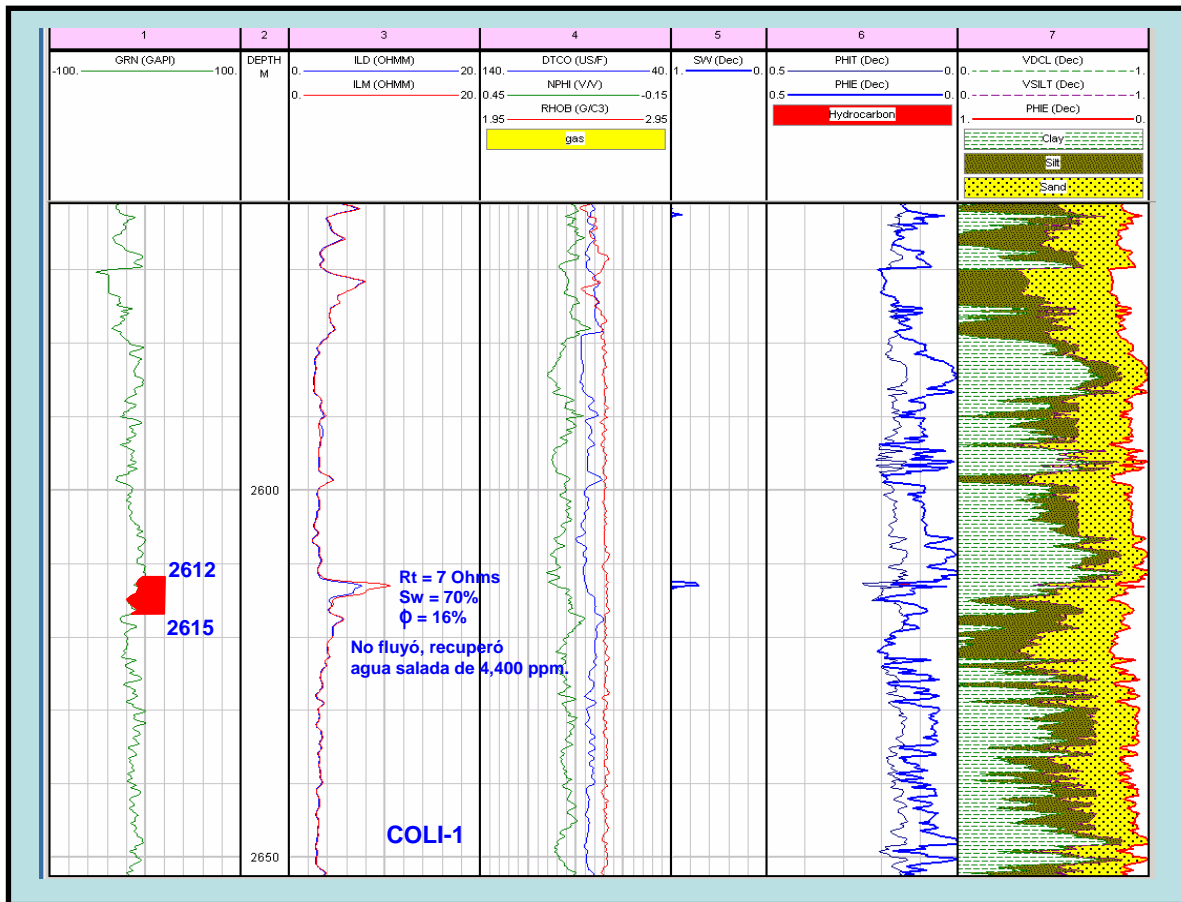 1 2 3 4 5 6 7
GRN (GAPI)
-100. 100.
DEPTH
M
ILD (OHMM)
0. 20.
ILM (OHMM)
0. 20.
DTCO (US/F)
140. 40.
NPHI (V/V)
0.45 -0.15
RHOB (G/C3)
1.95 2.95
gas
SW (Dec)
1. 0.
PHIT (Dec)
0.5 0.
PHIE (Dec)
0.5 0.
Hydrocarbon
VDCL (Dec)
0. 1.
VSILT (Dec)
0. 1.
PHIE (Dec)
1. 0.
Clay
Silt
Sand
2600
2612
2615
Rt = 7 Ohms
Sw = 70%
ϕ = 16%
No fluyó, recuperó
agua salada de 4,400 ppm.
COLI-1
2650